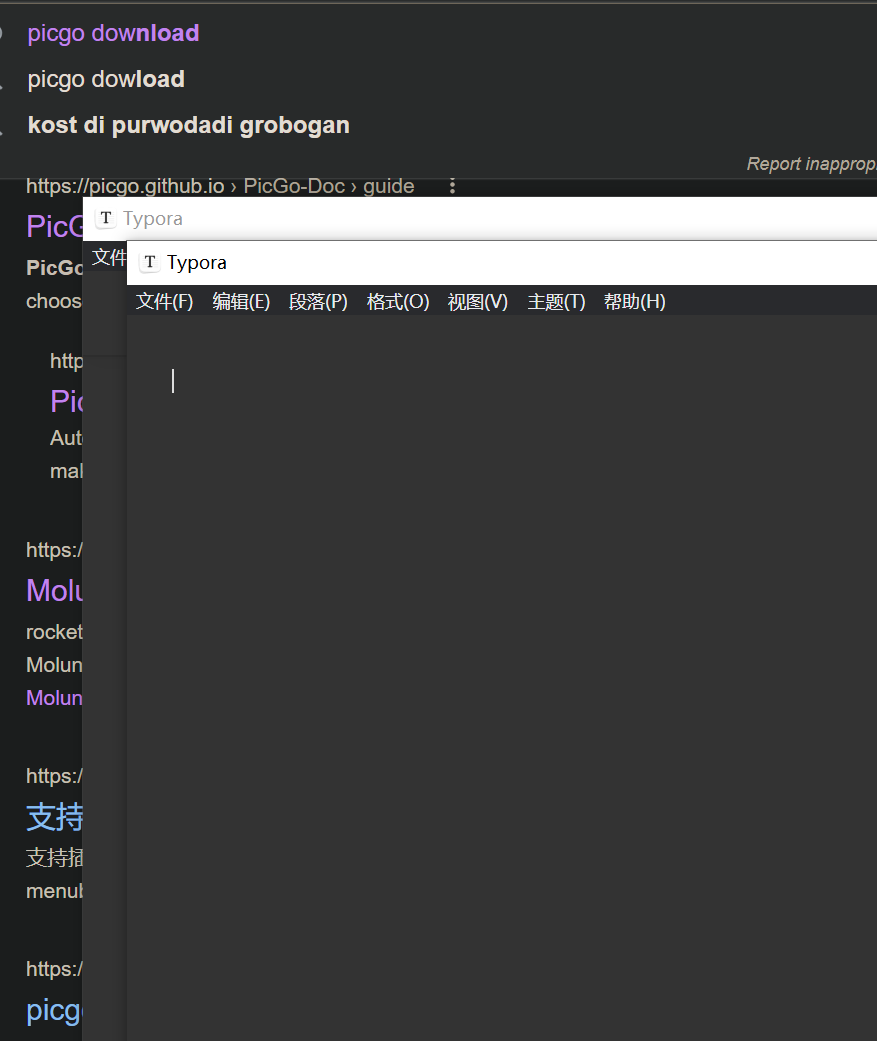 picgo download
picgo dowload
kost di purwodadi grobogan
Report inapprop
https://picgo.github.io › PicGo-Doc › guide
Typora
PicG
文件
Typora
PicGo
choos
文件(F) 编辑(E) 段落(P) 格式(O) 视图(V) 主题(T) 帮助(H)
http
Pic
Aut
mal
https:/
Molu
rocket
Molun
Molun
https:/
支持
支持插
menub
https:/
picg